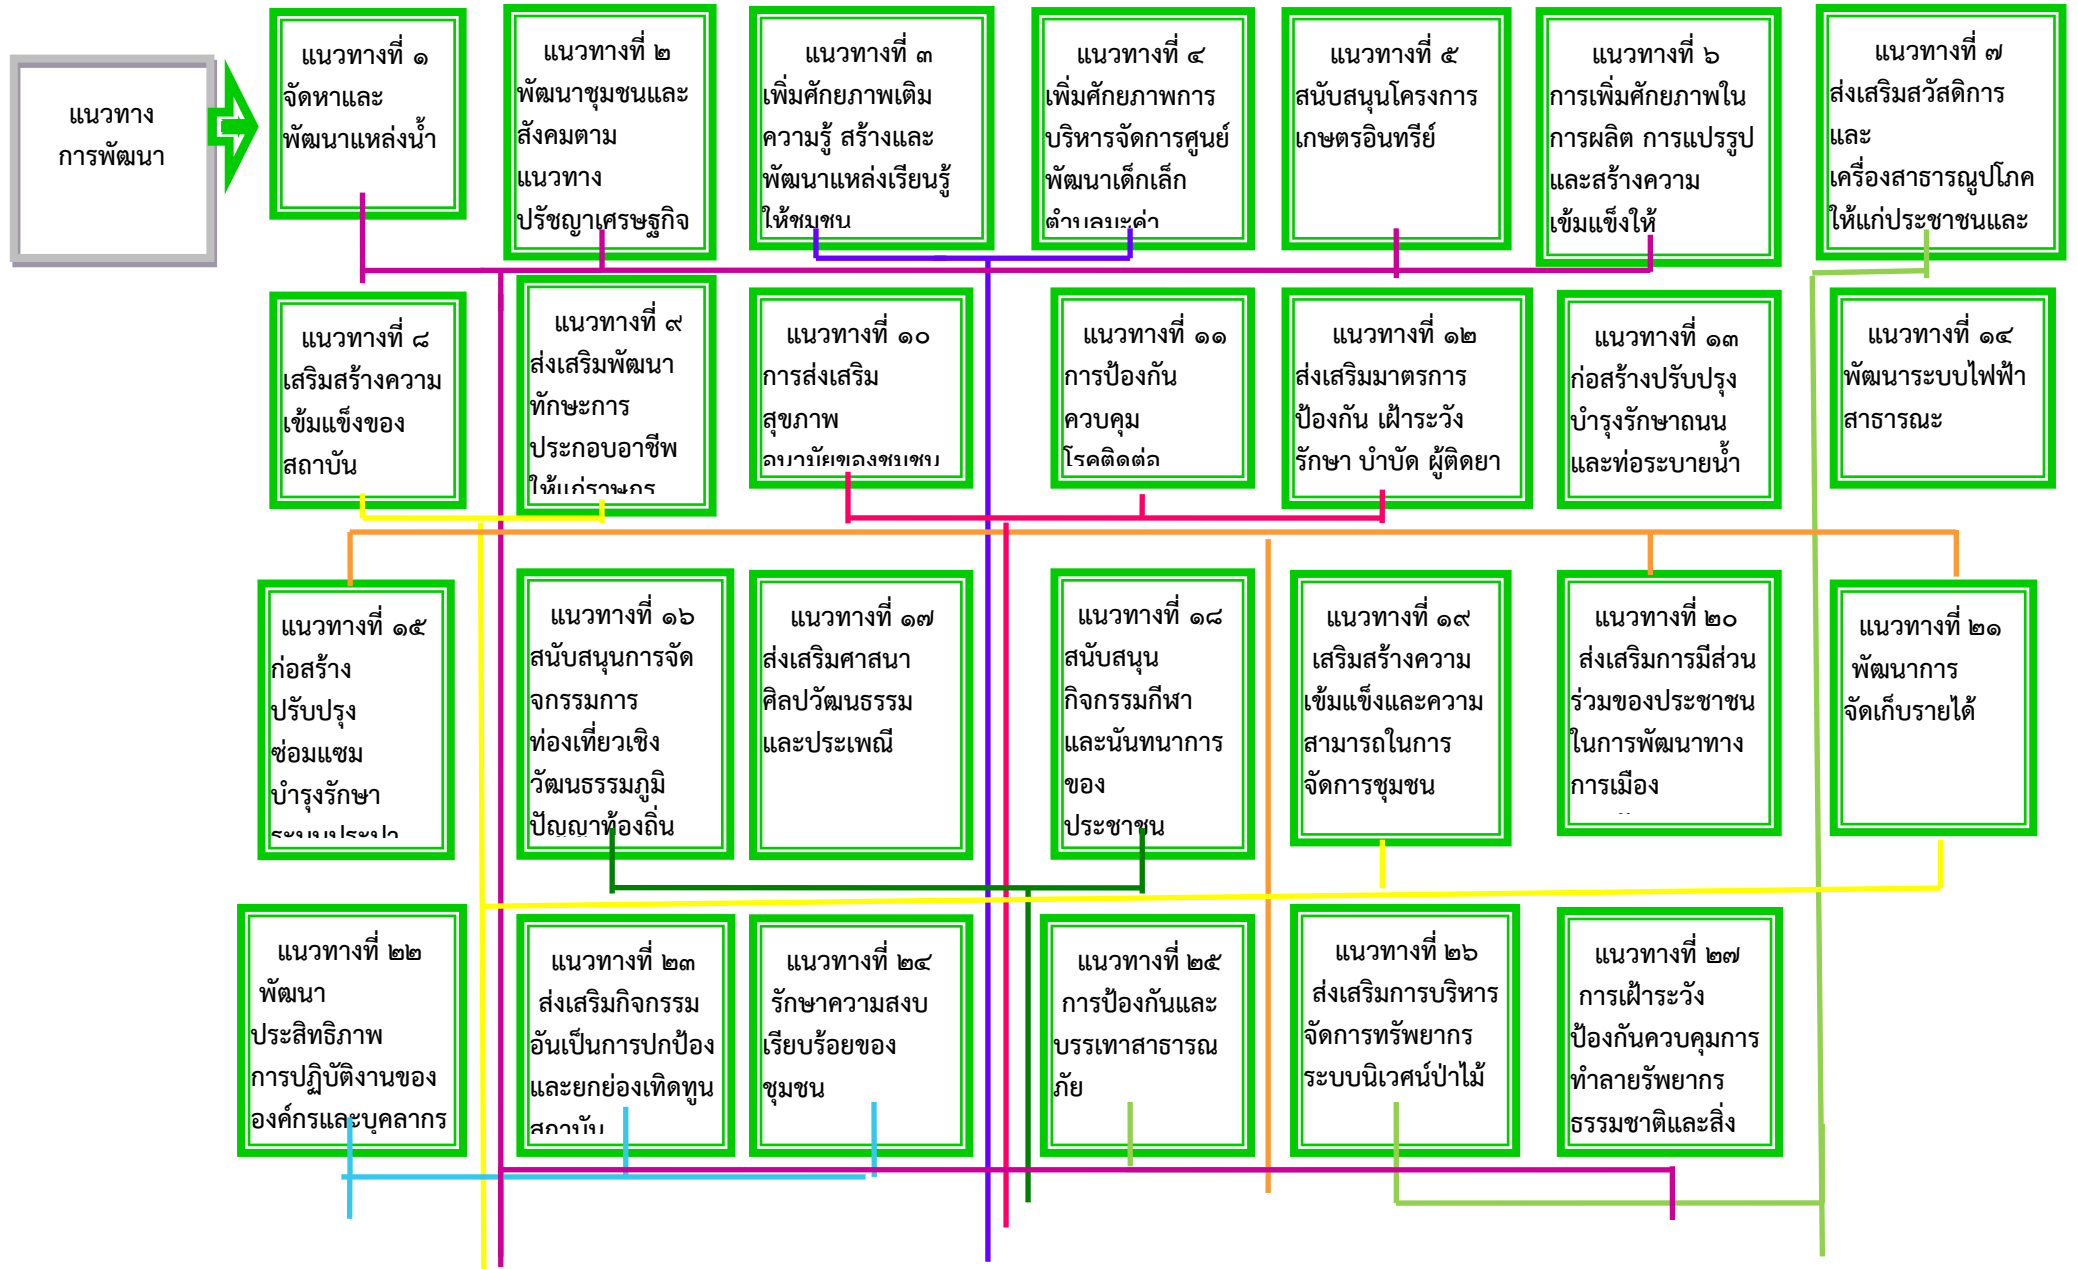 แนวทาง
การพัฒนา
แนวทางที่ ๑
จัดหาและ
พัฒนาแหล่งน้ำ
แนวทางที่ ๒
พัฒนาชุมชนและ
สังคมตาม
แนวทาง
ปรัชญาเศรษฐกิจ
แนวทางที่ ๓
เพิ่มศักยภาพเติม
ความรู้ สร้างและ
พัฒนาแหล่งเรียนรู้
ให้ชุมชน
แนวทางที่ ๔
เพิ่มศักยภาพการ
บริหารจัดการศูนย์
พัฒนาเด็กเล็ก
ตำบลมะค่า
แนวทางที่ ๕
สนับสนุนโครงการ
เกษตรอินทรีย์
แนวทางที่ ๖
การเพิ่มศักยภาพใน
การผลิต การแปรรูป
และสร้างความ
เข้มแข็งให้
แนวทางที่ ๗
ส่งเสริมสวัสดิการ
และ
เครื่องสาธารณูปโภค
ให้แก่ประชาชนและ
แนวทางที่ ๘
เสริมสร้างความ
เข้มแข็งของ
สถาบัน
แนวทางที่ ๙
ส่งเสริมพัฒนา
ทักษะการ
ประกอบอาชีพ
ให้แก่ราษฎร
แนวทางที่ ๑๐
การส่งเสริม
สุขภาพ
อนามัยของชุมชน
แนวทางที่ ๑๑
การป้องกัน
ควบคุม
โรคติดต่อ
แนวทางที่ ๑๒
ส่งเสริมมาตรการ
ป้องกัน เฝ้าระวัง
รักษา บำบัด ผู้ติดยา
แนวทางที่ ๑๓
ก่อสร้างปรับปรุง
บำรุงรักษาถนน
และท่อระบายน้ำ
แนวทางที่ ๑๔
พัฒนาระบบไฟฟ้า
สาธารณะ
แนวทางที่ ๑๕
ก่อสร้าง
ปรับปรุง
ซ่อมแซม
บำรุงรักษา
ระบบประปา
แนวทางที่ ๑๖
สนับสนุนการจัด
จกรรมการ
ท่องเที่ยวเชิง
วัฒนธรรมภูมิ
ปัญญาท้องถิ่น
แนวทางที่ ๑๗
ส่งเสริมศาสนา
ศิลปวัฒนธรรม
และประเพณี
แนวทางที่ ๑๘
สนับสนุน
กิจกรรมกีฬา
และนันทนาการ
ของ
ประชาชน
แนวทางที่ ๑๙
เสริมสร้างความ
เข้มแข็งและความ
สามารถในการ
จัดการชุมชน
แนวทางที่ ๒๐
ส่งเสริมการมีส่วน
ร่วมของประชาชน
ในการพัฒนาทาง
การเมือง
แนวทางที่ ๒๑
พัฒนาการ
จัดเก็บรายได้
แนวทางที่ ๒๒
พัฒนา
ประสิทธิภาพ
การปฏิบัติงานของ
องค์กรและบุคลากร
แนวทางที่ ๒๓
ส่งเสริมกิจกรรม
อันเป็นการปกป้อง
และยกย่องเทิดทูน
สถาบัน
แนวทางที่ ๒๔
รักษาความสงบ
เรียบร้อยของ
ชุมชน
แนวทางที่ ๒๕
การป้องกันและ
บรรเทาสาธารณ
ภัย
แนวทางที่ ๒๖
ส่งเสริมการบริหาร
จัดการทรัพยากร
ระบบนิเวศน์ป่าไม้
แนวทางที่ ๒๗
การเฝ้าระวัง
ป้องกันควบคุมการ
ทำลายรัพยากร
ธรรมชาติและสิ่ง